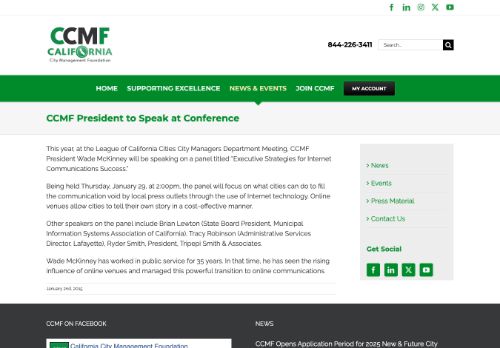 CCMF
CALIFORNIA
City Management Foundation
844-226-3411
Search...
HOME
SUPPORTING EXCELLENCE
NEWS & EVENTS
JOIN CCMF
MY ACCOUNT
CCMF President to Speak at Conference
This year, at the League of California Cities City Managers Department Meeting, CCMF
President Wade McKinney will be speaking on a panel titled "Executive Strategies for Internet
Communications Success."
Being held Thursday, January 29, at 2:00pm, the panel will focus on what cities can do to fill
the communication void by local press outlets through the use of Internet technology. Online
venues allow cities to tell their own story in a cost-effective manner.
Other speakers on the panel include Brian Lewton (State Board President, Municipal
Information Systems Association of California), Tracy Robinson (Administrative Services
Director, Lafayette), Ryder Smith, President, Tripepi Smith & Associates.
Wade McKinney has worked in public service for 35 years. In that time, he has seen the rising
influence of online venues and managed this powerful transition to online communications.
January 2nd, 2015
News
Events
Press Material
Contact Us
Get Social
CCMF ON FACEBOOK
California City Management Foundation
NEWS
CCMF Opens Application Period for 2025 New & Future City